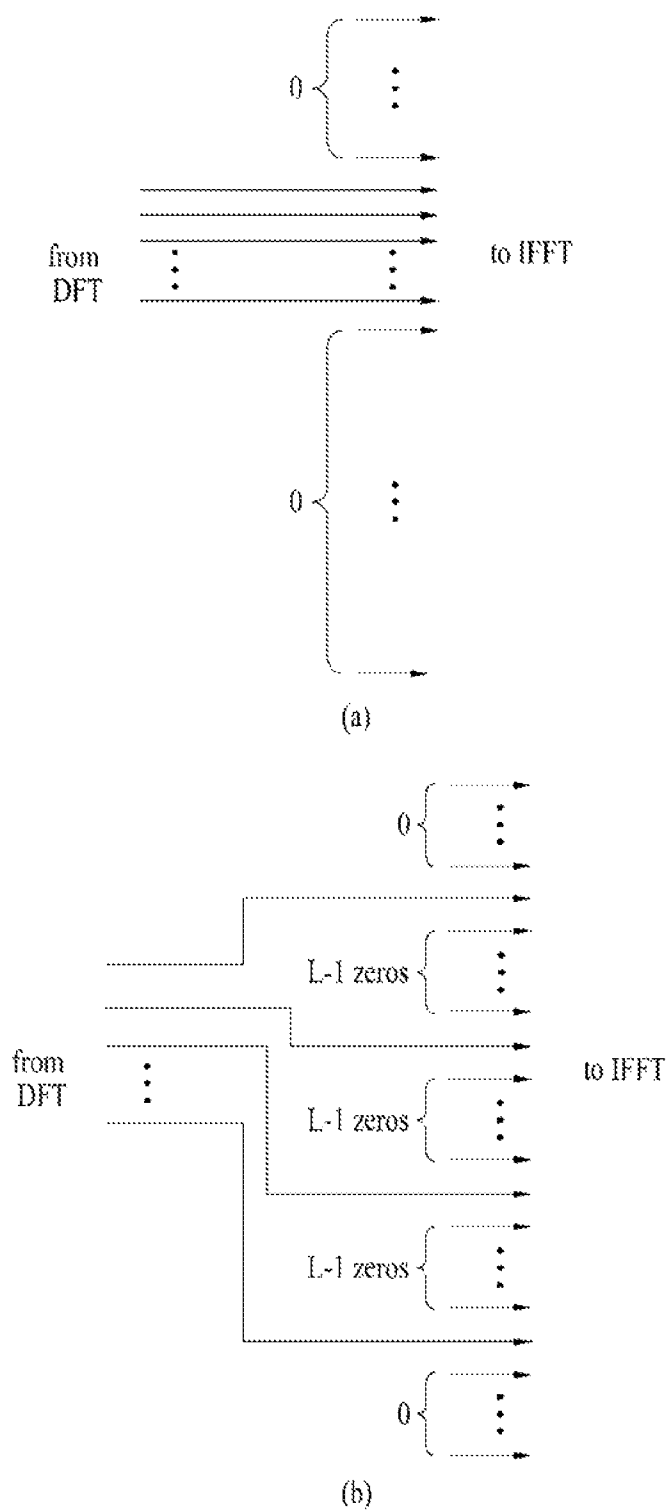 0
from
DFT
to IFFT
0
(a)
0
L-1 zeros
from
DFT
to IFFT
L-1 zeros
L-1 zeros
0
(b)